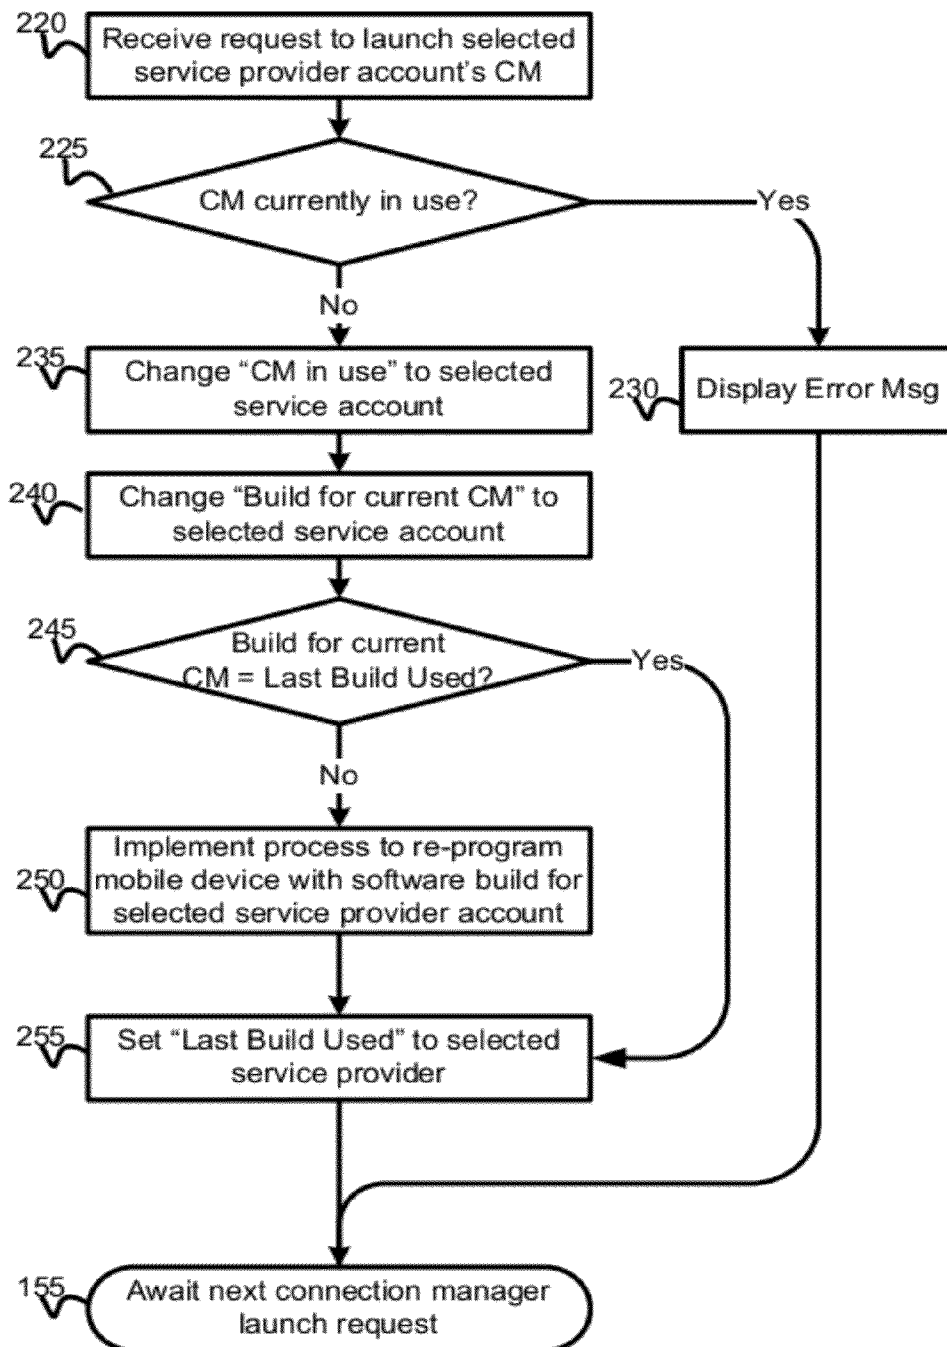 220
Receive request to launch selected
service provider account's CM
225
CM currently in use?
Yes
No
235
Change “CM in use” to selected
service account
230
Display Error Msg
240
Change “Build for current CM” to
selected service account
245
Build for current
CM = Last Build Used?
Yes
No
250
Implement process to re-program
mobile device with software build for
selected service provider account
255
Set “Last Build Used” to selected
service provider
155
Await next connection manager
launch request